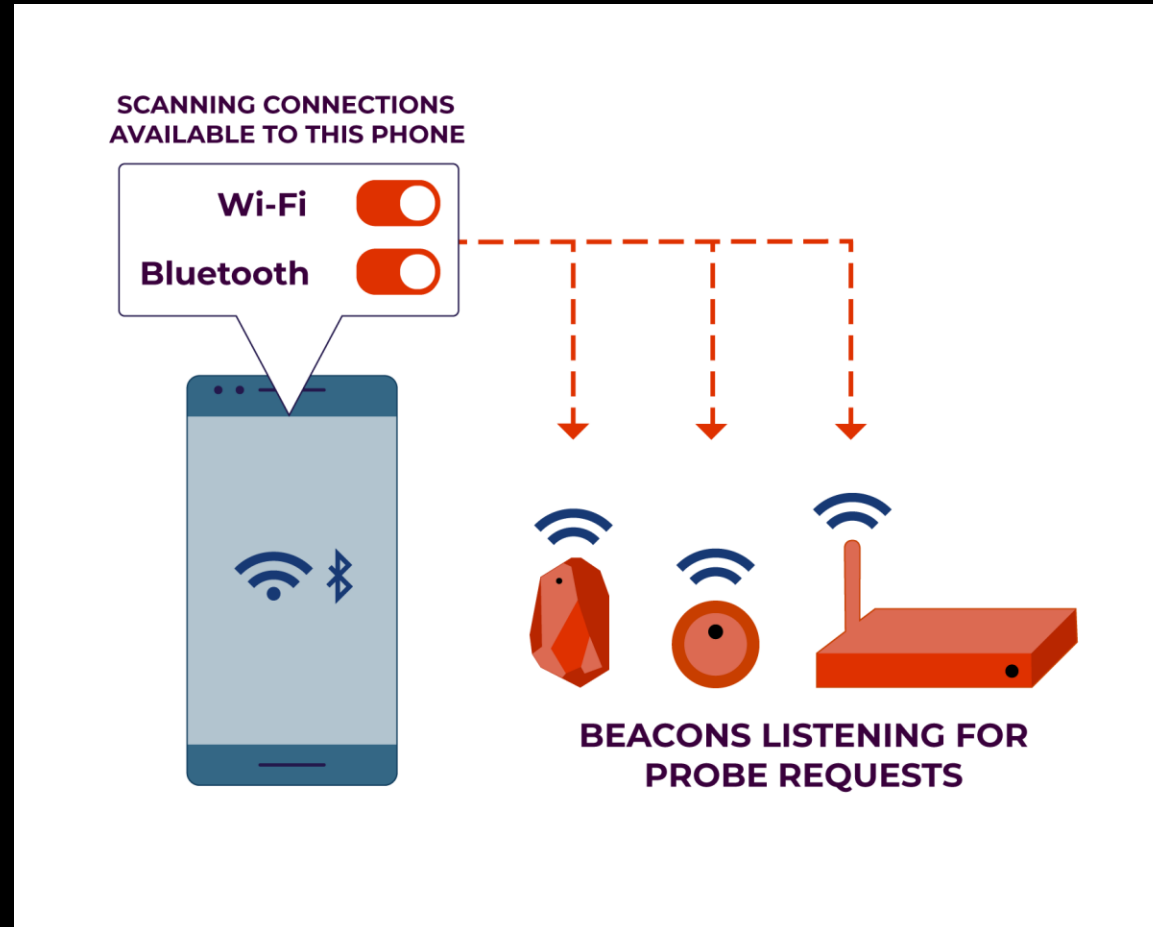 SCANNING CONNECTIONS
AVAILABLE TO THIS PHONE
Wi-Fi
Bluetooth
BEACONS LISTENING FOR
PROBE REQUESTS